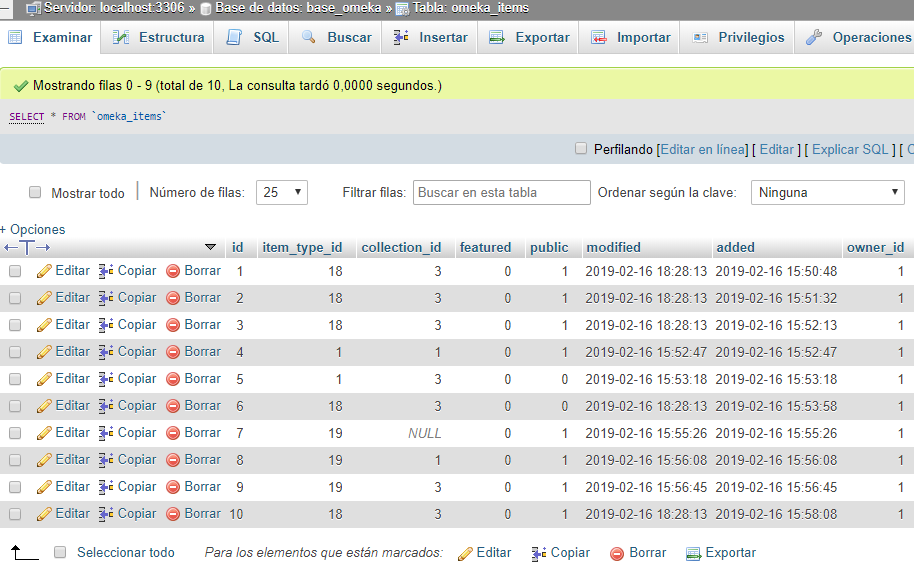 Servidor: localhost:3306 » Base de datos: base_omeka » Tabla: omeka_items
Examinar Estructura SQL Buscar Insertar Exportar Importar Privilegios Operaciones
Mostrando filas 0 - 9 (total de 10, La consulta tardó 0,0000 segundos.)
SELECT * FROM `omeka_items`
Perfilando [Editar en línea] [ Editar ] [ Explicar SQL ] [
Mostrar todo Número de filas: 25 Filtrar filas: Buscar en esta tabla Ordenar según la clave: Ninguna
+ Opciones
id item_type_id collection_id featured public modified added owner_id
Editar Copiar Borrar 1 18 3 0 1 2019-02-16 18:28:13 2019-02-16 15:50:48 1
Editar Copiar Borrar 2 18 3 0 1 2019-02-16 18:28:13 2019-02-16 15:51:32 1
Editar Copiar Borrar 3 18 3 0 1 2019-02-16 18:28:13 2019-02-16 15:52:13 1
Editar Copiar Borrar 4 1 1 0 1 2019-02-16 15:52:47 2019-02-16 15:52:47 1
Editar Copiar Borrar 5 1 3 0 0 2019-02-16 15:53:18 2019-02-16 15:53:18 1
Editar Copiar Borrar 6 18 3 0 0 2019-02-16 18:28:13 2019-02-16 15:53:58 1
Editar Copiar Borrar 7 19 NULL 0 1 2019-02-16 15:55:26 2019-02-16 15:55:26 1
Editar Copiar Borrar 8 19 1 0 1 2019-02-16 15:56:08 2019-02-16 15:56:08 1
Editar Copiar Borrar 9 19 3 0 1 2019-02-16 15:56:45 2019-02-16 15:56:45 1
Editar Copiar Borrar 10 18 3 0 1 2019-02-16 18:28:13 2019-02-16 15:58:08 1
Seleccionar todo Para los elementos que están marcados: Editar Copiar Borrar Exportar